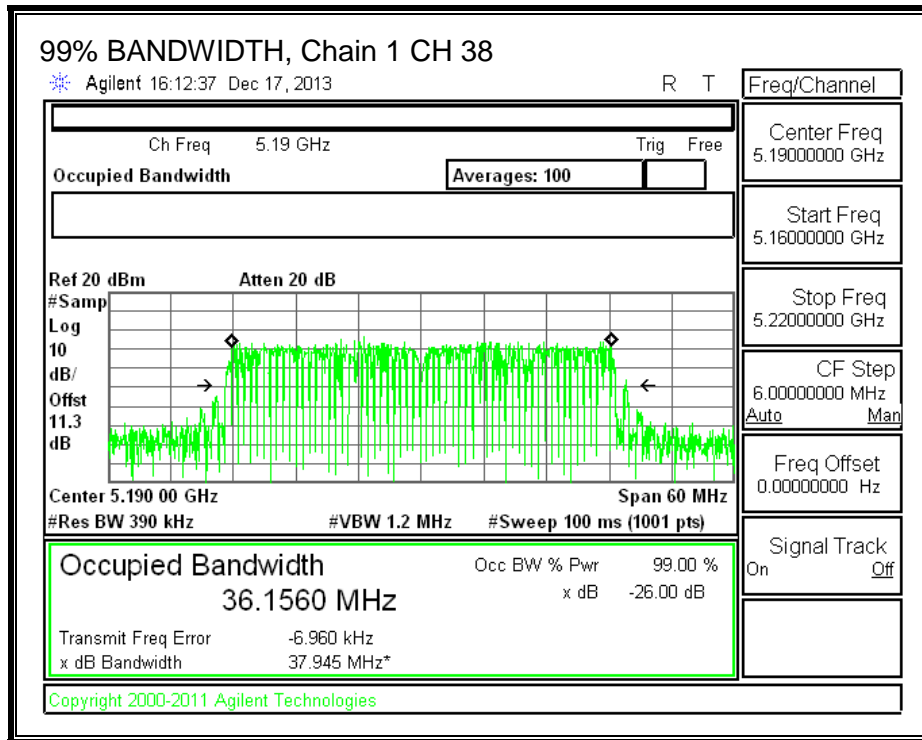 99% BANDWIDTH, Chain 1 CH 38
Agilent 16:12:37 Dec 17, 2013 R T
Freq/Channel
Ch Freq 5.19 GHz Trig Free
Occupied Bandwidth Averages: 100
Center Freq
5.19000000 GHz
Start Freq
5.16000000 GHz
Stop Freq
5.22000000 GHz
CF Step
6.00000000 MHz
Auto Man
Freq Offset
0.00000000 Hz
Signal Track
On Off
Ref 20 dBm Atten 20 dB
#Samp
Log
10
dB/
Offst
11.3
dB
Center 5.190 00 GHz Span 60 MHz
#Res BW 390 kHz #VBW 1.2 MHz #Sweep 100 ms (1001 pts)
Occupied Bandwidth Occ BW % Pwr 99.00 %
36.1560 MHz x dB -26.00 dB
Transmit Freq Error -6.960 kHz
x dB Bandwidth 37.945 MHz*
Copyright 2000-2011 Agilent Technologies